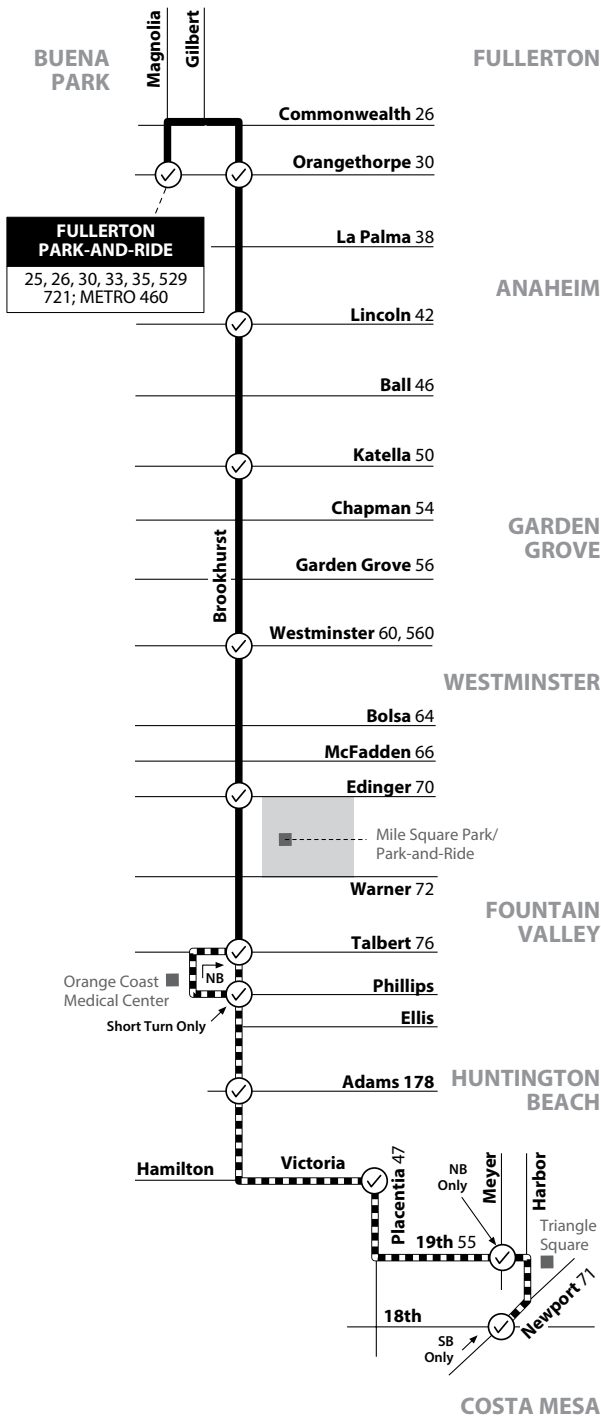 BUENA
PARK
Magnolia
Gilbert
FULLERTON
Commonwealth 26
Orangethorpe 30
FULLERTON
PARK-AND-RIDE
25, 26, 30, 33, 35, 529
721; METRO 460
La Palma 38
ANAHEIM
Lincoln 42
Ball 46
Katella 50
Chapman 54
GARDEN
GROVE
Brookhurst
Garden Grove 56
Westminster 60, 560
WESTMINSTER
Bolsa 64
McFadden 66
Edinger 70
Mile Square Park/
Park-and-Ride
Warner 72
FOUNTAIN
VALLEY
Talbert 76
NB
Orange Coast
Medical Center
Phillips
Short Turn Only
Ellis
Adams 178
HUNTINGTON
BEACH
Hamilton
Victoria
Placentia 47
NB
Only
Meyer
Harbor
19th 55
Triangle
Square
18th
Newport 71
SB
Only
COSTA MESA